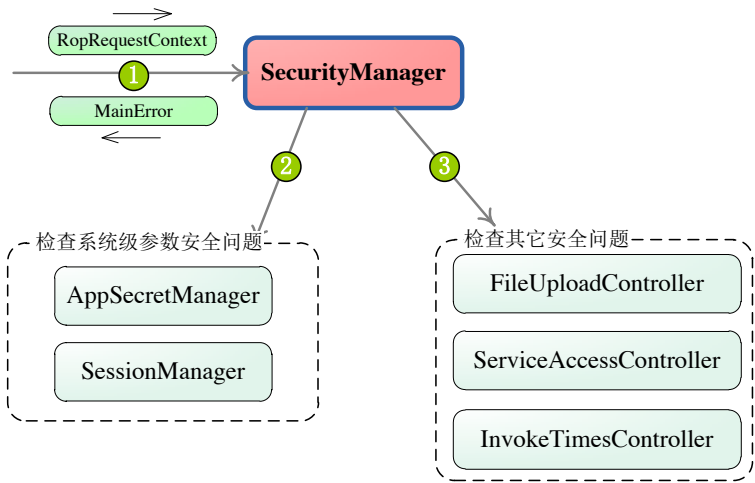 RopRequestContext
1
MainError
SecurityManager
2
3
检查系统级参数安全问题
AppSecretManager
SessionManager
检查其它安全问题
FileUploadController
ServiceAccessController
InvokeTimesController